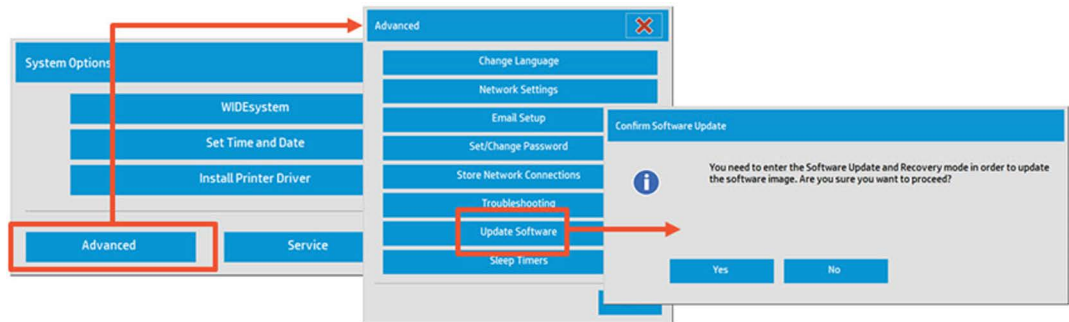 System Options
WIDEsystem
Set Time and Date
Install Printer Driver
Advanced
Service
Advanced
Change Language
Network Settings
Email Setup
Set/Change Password
Store Network Connections
Troubleshooting
Update Software
Sleep Timers
Confirm Software Update
You need to enter the Software Update and Recovery mode in order to update
the software image. Are you sure you want to proceed?
Yes
No